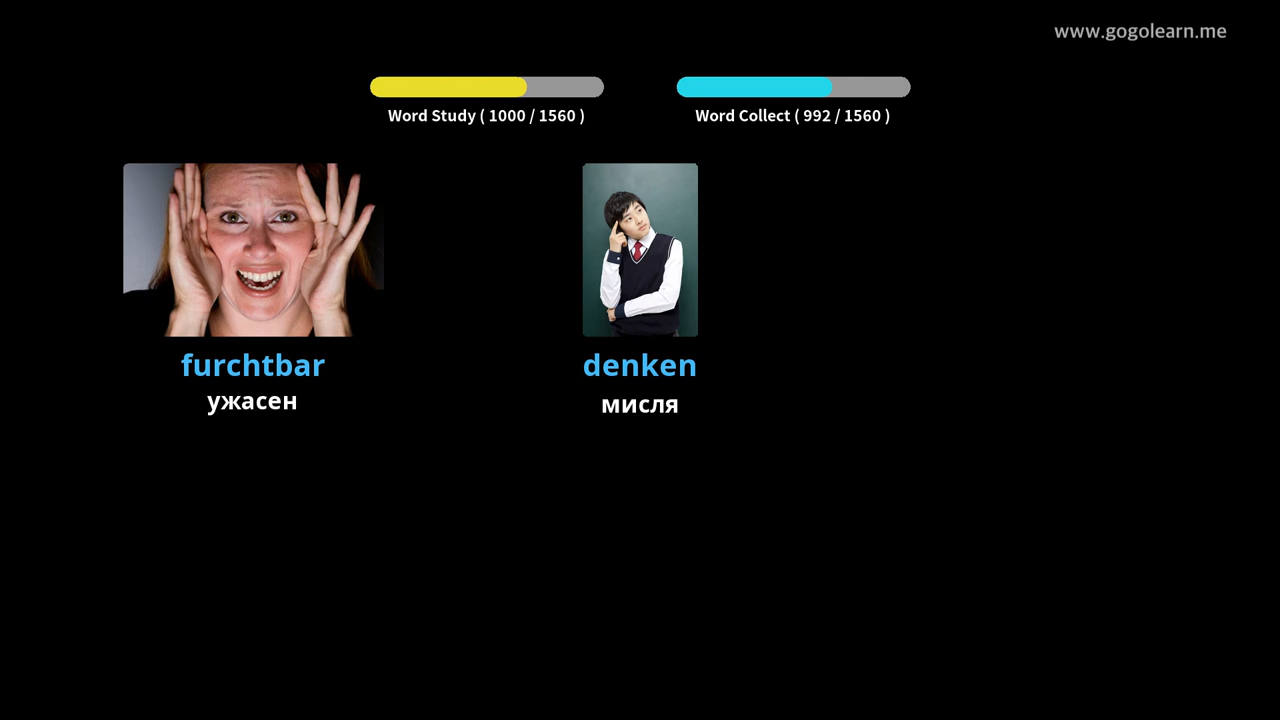 www.gogolearn.me
Word Study ( 1000 / 1560 )
Word Collect ( 992 / 1560 )
furchtbar
ужасен
denken
мисля